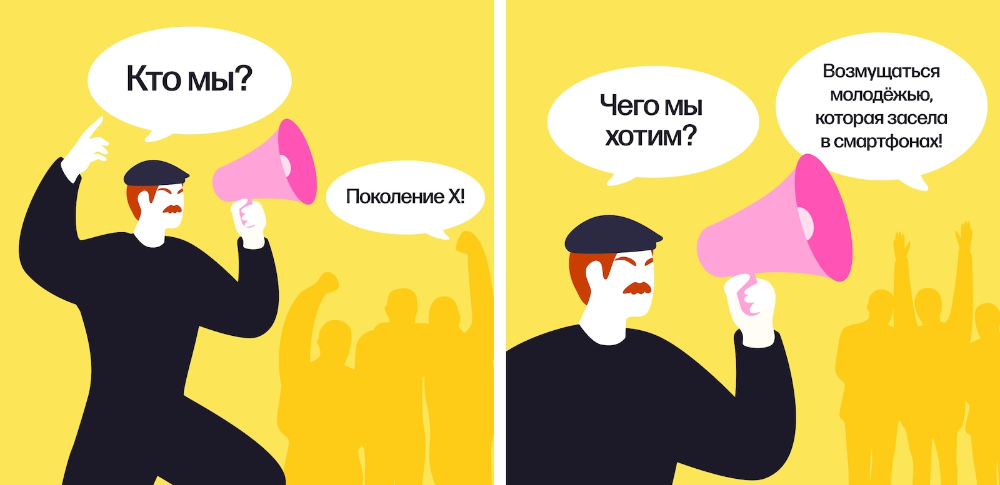 Кто мы?
Поколение X!
Чего мы
хотим?
Возмущаться
молодёжью,
которая засела
в смартфонах!